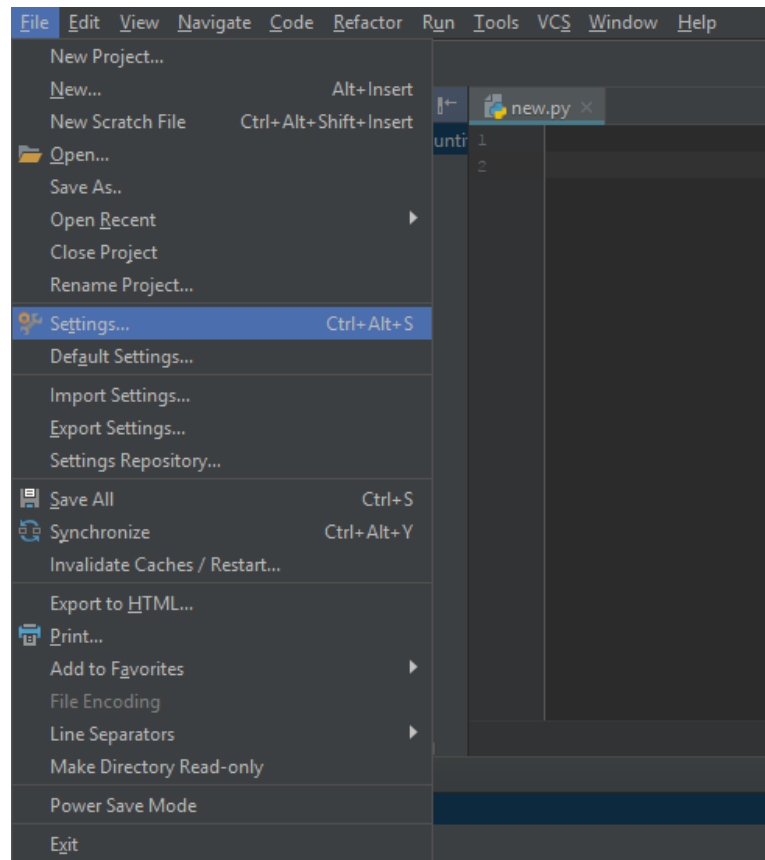 File Edit View Navigate Code Refactor Run Tools VCS Window Help
New Project...
New... Alt+Insert
new.py
New Scratch File Ctrl+Alt+Shift+Insert
unti 1
Open...
2
Save As..
Open Recent
Close Project
Rename Project...
Settings... Ctrl+Alt+S
Default Settings...
Import Settings...
Export Settings...
Settings Repository...
Save All Ctrl+S
Synchronize Ctrl+Alt+Y
Invalidate Caches / Restart...
Export to HTML...
Print...
Add to Favorites
File Encoding
Line Separators
Make Directory Read-only
Power Save Mode
Exit